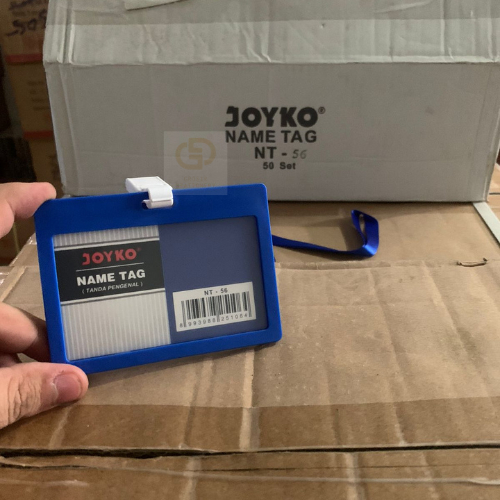 JOYKO®
NAME TAG
NT - 56
50 Set
JOYKO
NAME TAG
( TANDA PENGENAL )
NT - 56